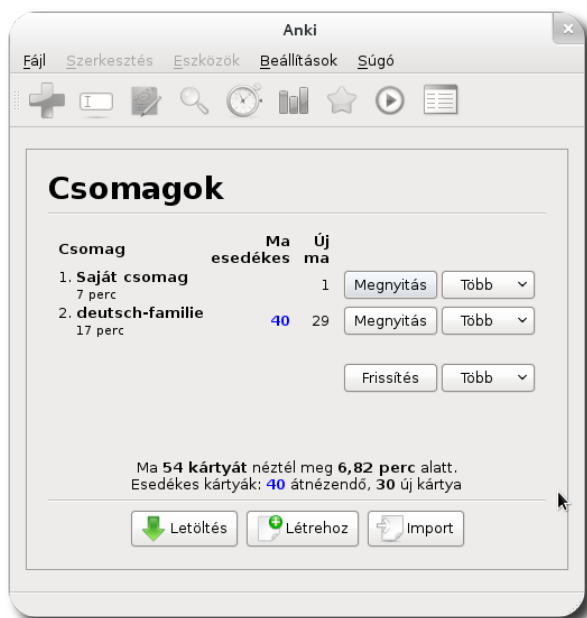 Anki
Fájl Szerkesztés Eszközök Beállítások Súgó
Csomagok
Csomag Ma esedékes Új ma
1. Saját csomag 1 Megnyitás Több
7 perc
2. deutsch-familie 40 29 Megnyitás Több
17 perc
Frissítés Több
Ma 54 kártyát néztél meg 6,82 perc alatt.
Esedékes kártyák: 40 átnézendő, 30 új kártya
Letöltés Létrehoz Import